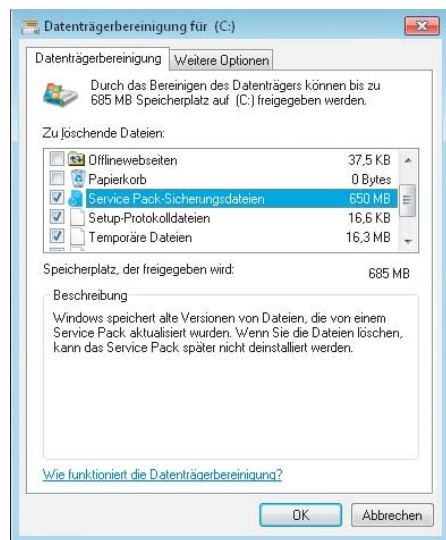 Datenträgerbereinigung für (C:)
Datenträgerbereinigung Weitere Optionen
Durch das Bereinigen des Datenträgers können bis zu
685 MB Speicherplatz auf (C:) freigegeben werden.
Zu löschende Dateien:
Offlinewebseiten 37,5 KB
Papierkorb 0 Bytes
Service Pack-Sicherungsdateien 650 MB
Setup-Protokolldateien 16,6 KB
Temporäre Dateien 16,3 MB
Speicherplatz, der freigegeben wird: 685 MB
Beschreibung
Windows speichert alte Versionen von Dateien, die von einem
Service Pack aktualisiert wurden. Wenn Sie die Dateien löschen,
kann das Service Pack später nicht deinstalliert werden.
Wie funktioniert die Datenträgerbereinigung?
OK Abbrechen